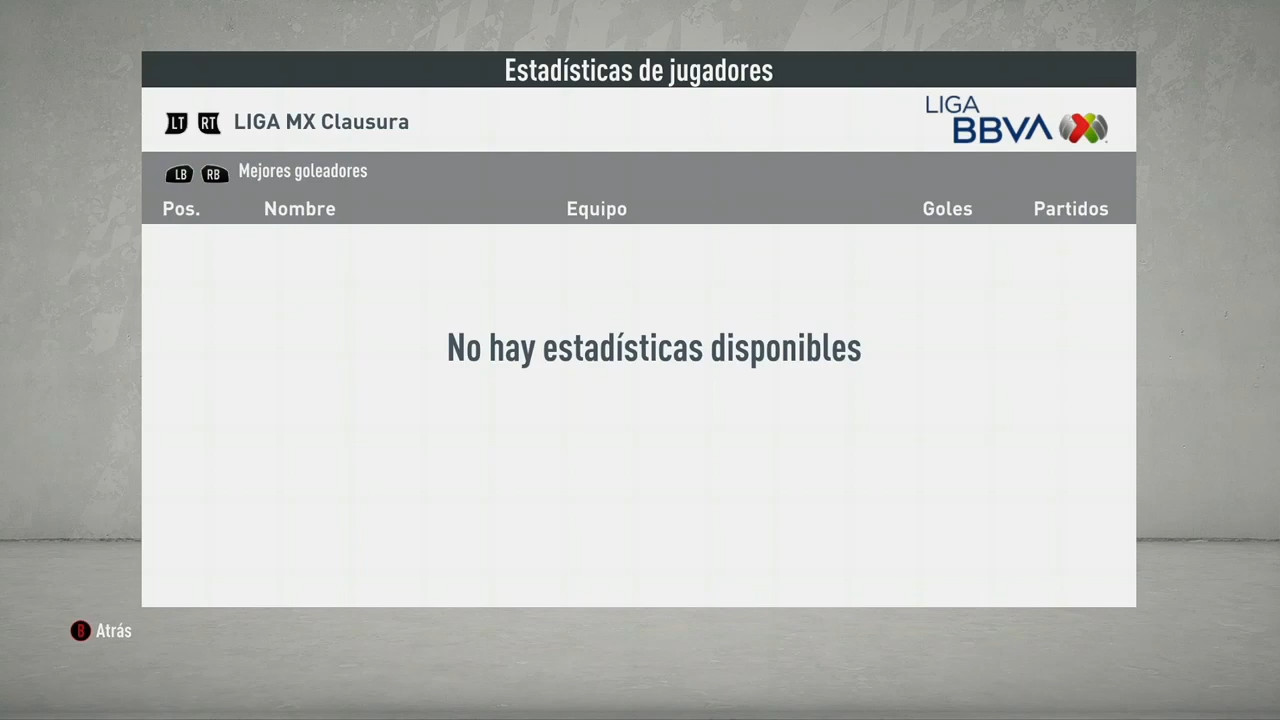 Estadísticas de jugadores
LT RT LIGA MX Clausura
LIGA
BBVA
LB RB Mejores goleadores
Pos. Nombre Equipo Goles Partidos
No hay estadísticas disponibles
B Atrás